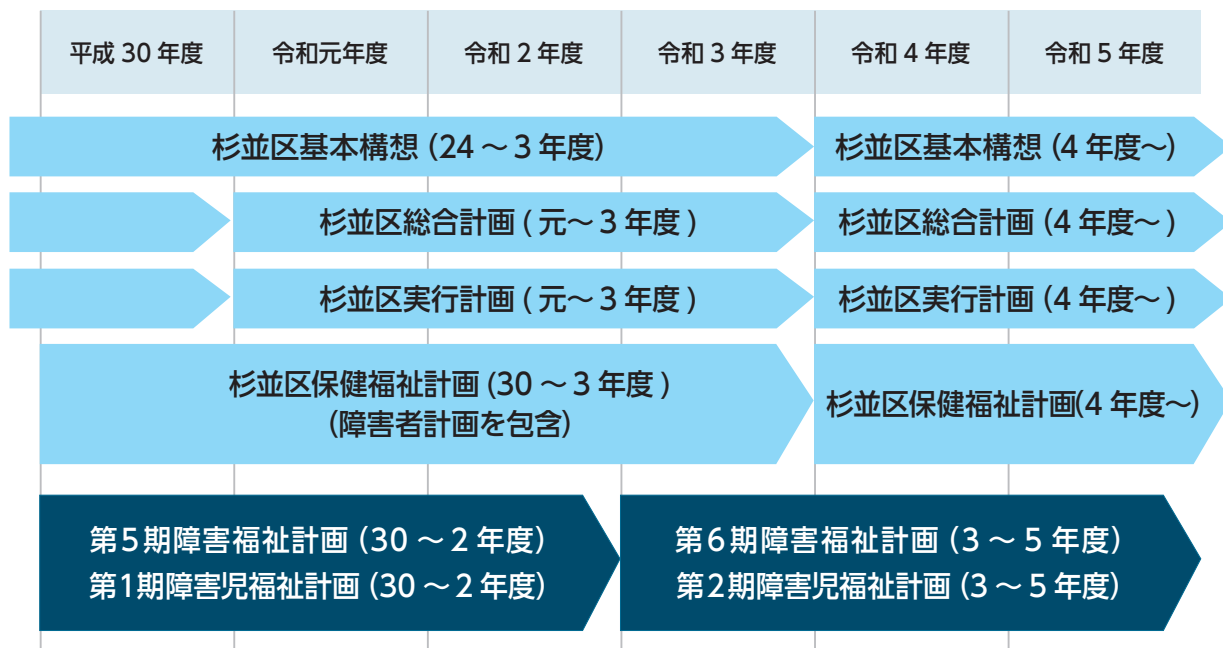 平成 30 年度
令和元年度
令和 2 年度
令和 3 年度
令和 4 年度
令和 5 年度
杉並区基本構想 (24 ～ 3 年度)
杉並区基本構想 (4 年度～)
杉並区総合計画 ( 元～ 3 年度 )
杉並区総合計画 (4 年度～ )
杉並区実行計画 ( 元～ 3 年度 )
杉並区実行計画 (4 年度～ )
杉並区保健福祉計画 (30 ～ 3 年度 )
(障害者計画を包含)
杉並区保健福祉計画(4 年度～)
第5期障害福祉計画 (30 ～ 2 年度)
第1期障害児福祉計画 (30 ～ 2 年度)
第6期障害福祉計画 (3 ～ 5 年度)
第2期障害児福祉計画 (3 ～ 5 年度)